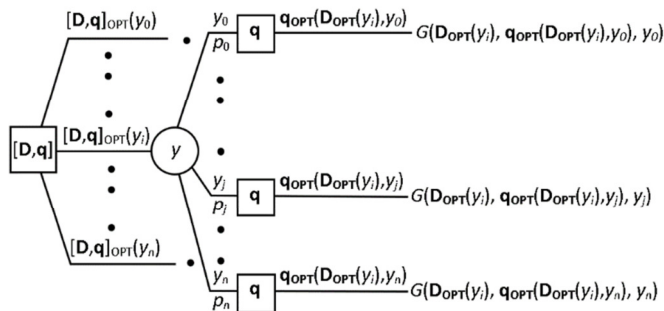 [D,q]OPT(y0)
y0
p0
q
qOPT(DOPT(yi),y0)
G(DOPT(yi), qOPT(DOPT(yi),y0), y0)
[D,q]
[D,q]OPT(yi)
y
yj
pj
q
qOPT(DOPT(yi),yj)
G(DOPT(yi), qOPT(DOPT(yi),yj), yj)
[D,q]OPT(yn)
yn
pn
q
qOPT(DOPT(yi),yn)
G(DOPT(yi), qOPT(DOPT(yi),yn), yn)